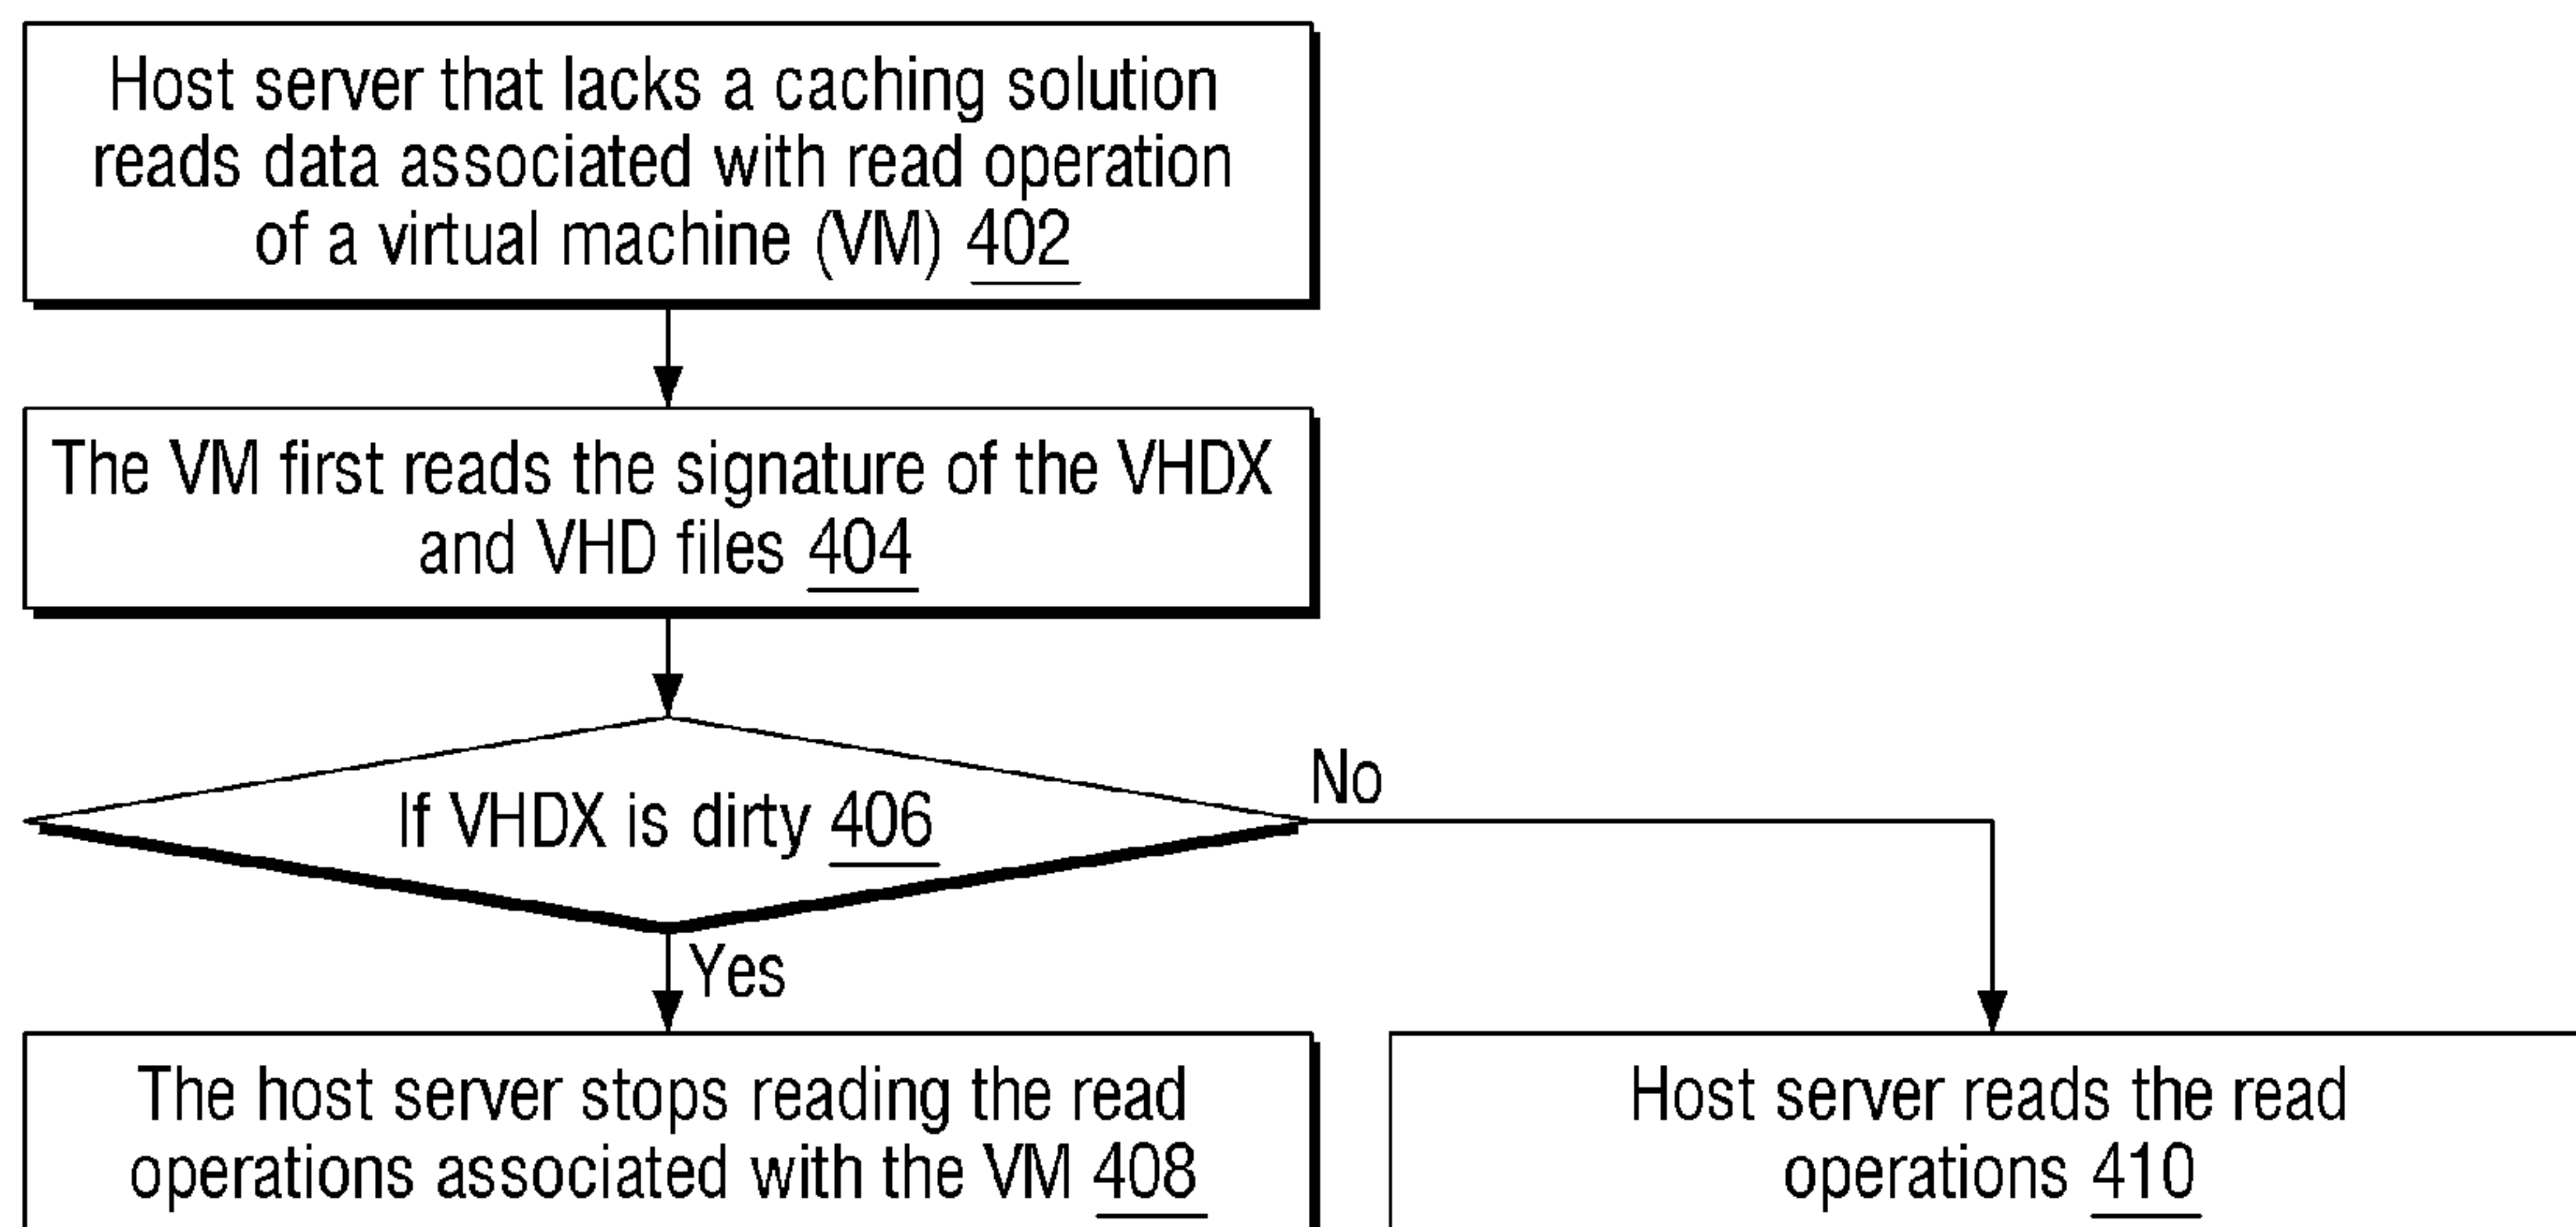 Host server that lacks a caching solution
reads data associated with read operation
of a virtual machine (VM) 402
The VM first reads the signature of the VHDX
and VHD files 404
If VHDX is dirty 406
No
Yes
The host server stops reading the read
operations associated with the VM 408
Host server reads the read
operations 410